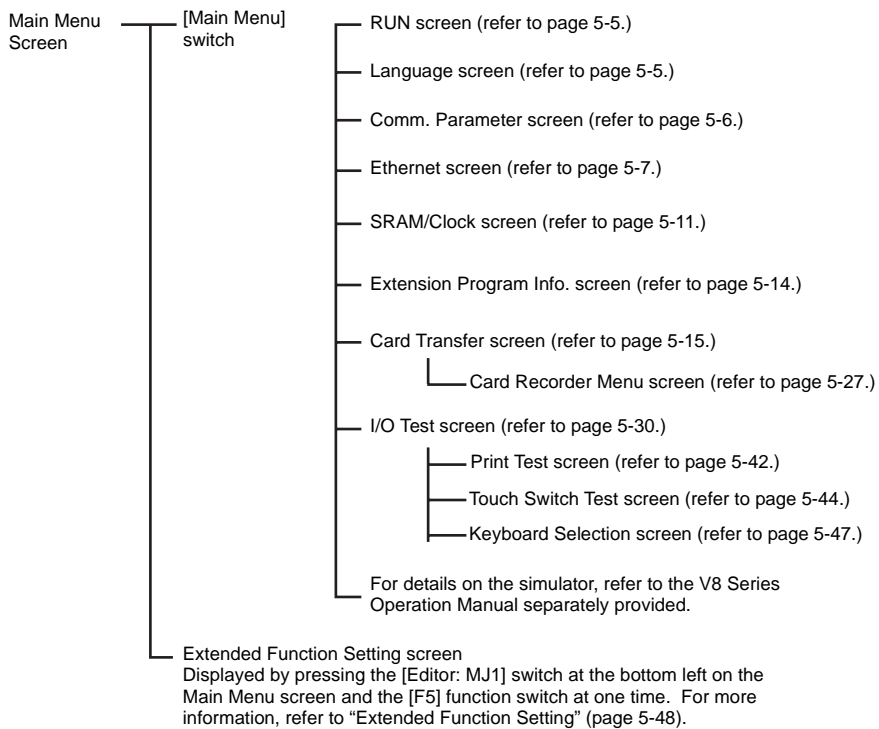 Main Menu
Screen
[Main Menu]
switch
RUN screen (refer to page 5-5.)
Language screen (refer to page 5-5.)
Comm. Parameter screen (refer to page 5-6.)
Ethernet screen (refer to page 5-7.)
SRAM/Clock screen (refer to page 5-11.)
Extension Program Info. screen (refer to page 5-14.)
Card Transfer screen (refer to page 5-15.)
Card Recorder Menu screen (refer to page 5-27.)
I/O Test screen (refer to page 5-30.)
Print Test screen (refer to page 5-42.)
Touch Switch Test screen (refer to page 5-44.)
Keyboard Selection screen (refer to page 5-47.)
For details on the simulator, refer to the V8 Series
Operation Manual separately provided.
Extended Function Setting screen
Displayed by pressing the [Editor: MJ1] switch at the bottom left on the
Main Menu screen and the [F5] function switch at one time.  For more
information, refer to “Extended Function Setting” (page 5-48).